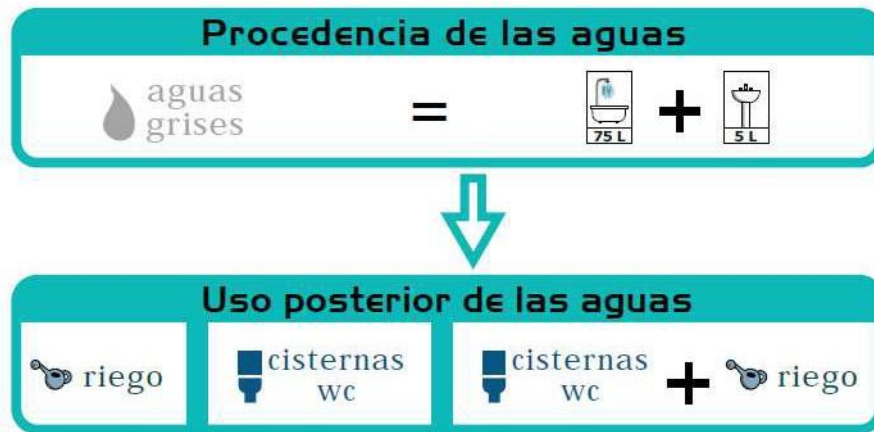 Procedencia de las aguas
aguas
grises
=
75 L
+
5 L
Uso posterior de las aguas
riego
cisternas
wc
cisternas
wc
+
riego